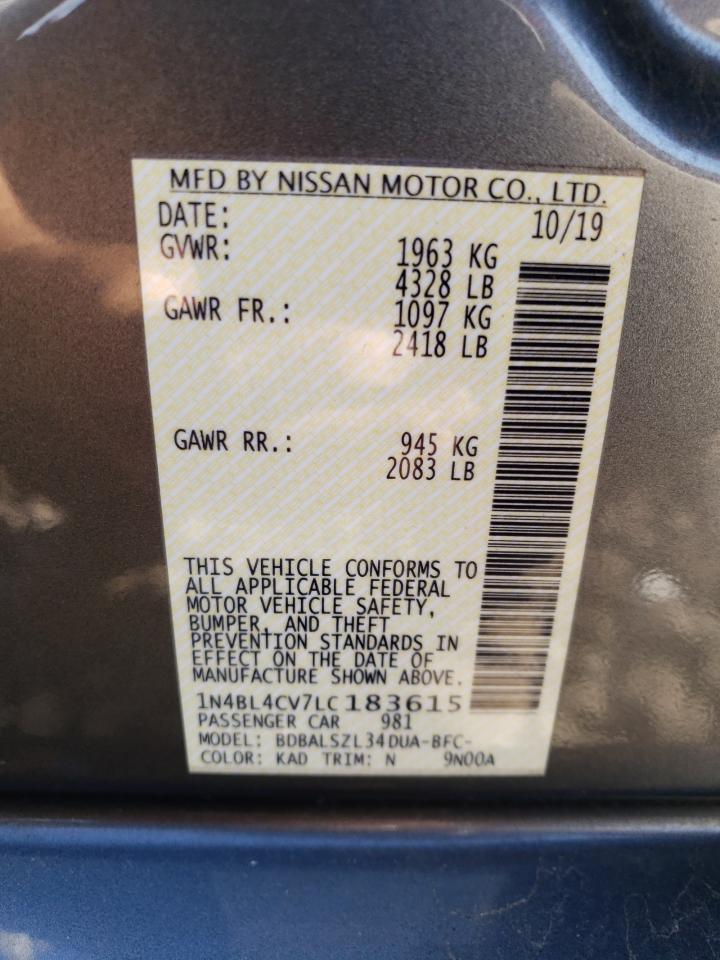 MFD BY NISSAN MOTOR CO., LTD.
DATE: 10/19
GVWR: 1963 KG
4328 LB
GAWR FR.: 1097 KG
2418 LB
GAWR RR.: 945 KG
2083 LB
THIS VEHICLE CONFORMS TO
ALL APPLICABLE FEDERAL
MOTOR VEHICLE SAFETY,
BUMPER, AND THEFT
PREVENTION STANDARDS IN
EFFECT ON THE DATE OF
MANUFACTURE SHOWN ABOVE.
1N4BL4CV7LC183615
PASSENGER CAR 981
MODEL: BDBALSZL34DUA-BFC-
COLOR: KAD TRIM: N 9N00A